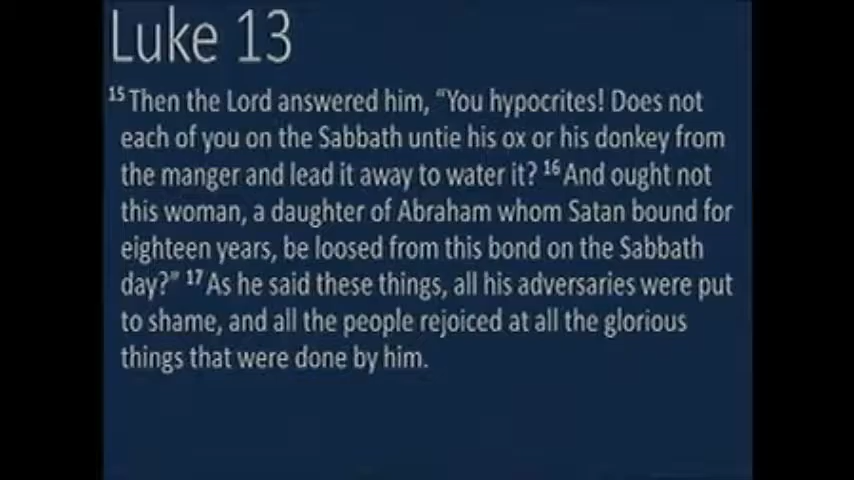 Luke 13
15 Then the Lord answered him, “You hypocrites! Does not
each of you on the Sabbath untie his ox or his donkey from
the manger and lead it away to water it? 16 And ought not
this woman, a daughter of Abraham whom Satan bound for
eighteen years, be loosed from this bond on the Sabbath
day?” 17 As he said these things, all his adversaries were put
to shame, and all the people rejoiced at all the glorious
things that were done by him.